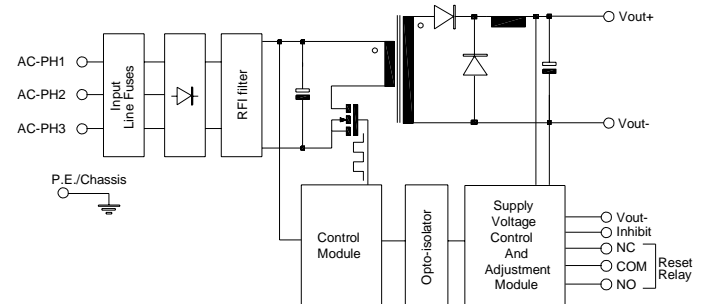 Vout+
AC-PH1
AC-PH2
AC-PH3
Input
Line Fuses
RFI filter
Vout-
P.E./Chassis
Control
Module
Opto-isolator
Supply
Voltage
Control
And
Adjustment
Module
Vout-
Inhibit
NC
COM
NO
Reset
Relay